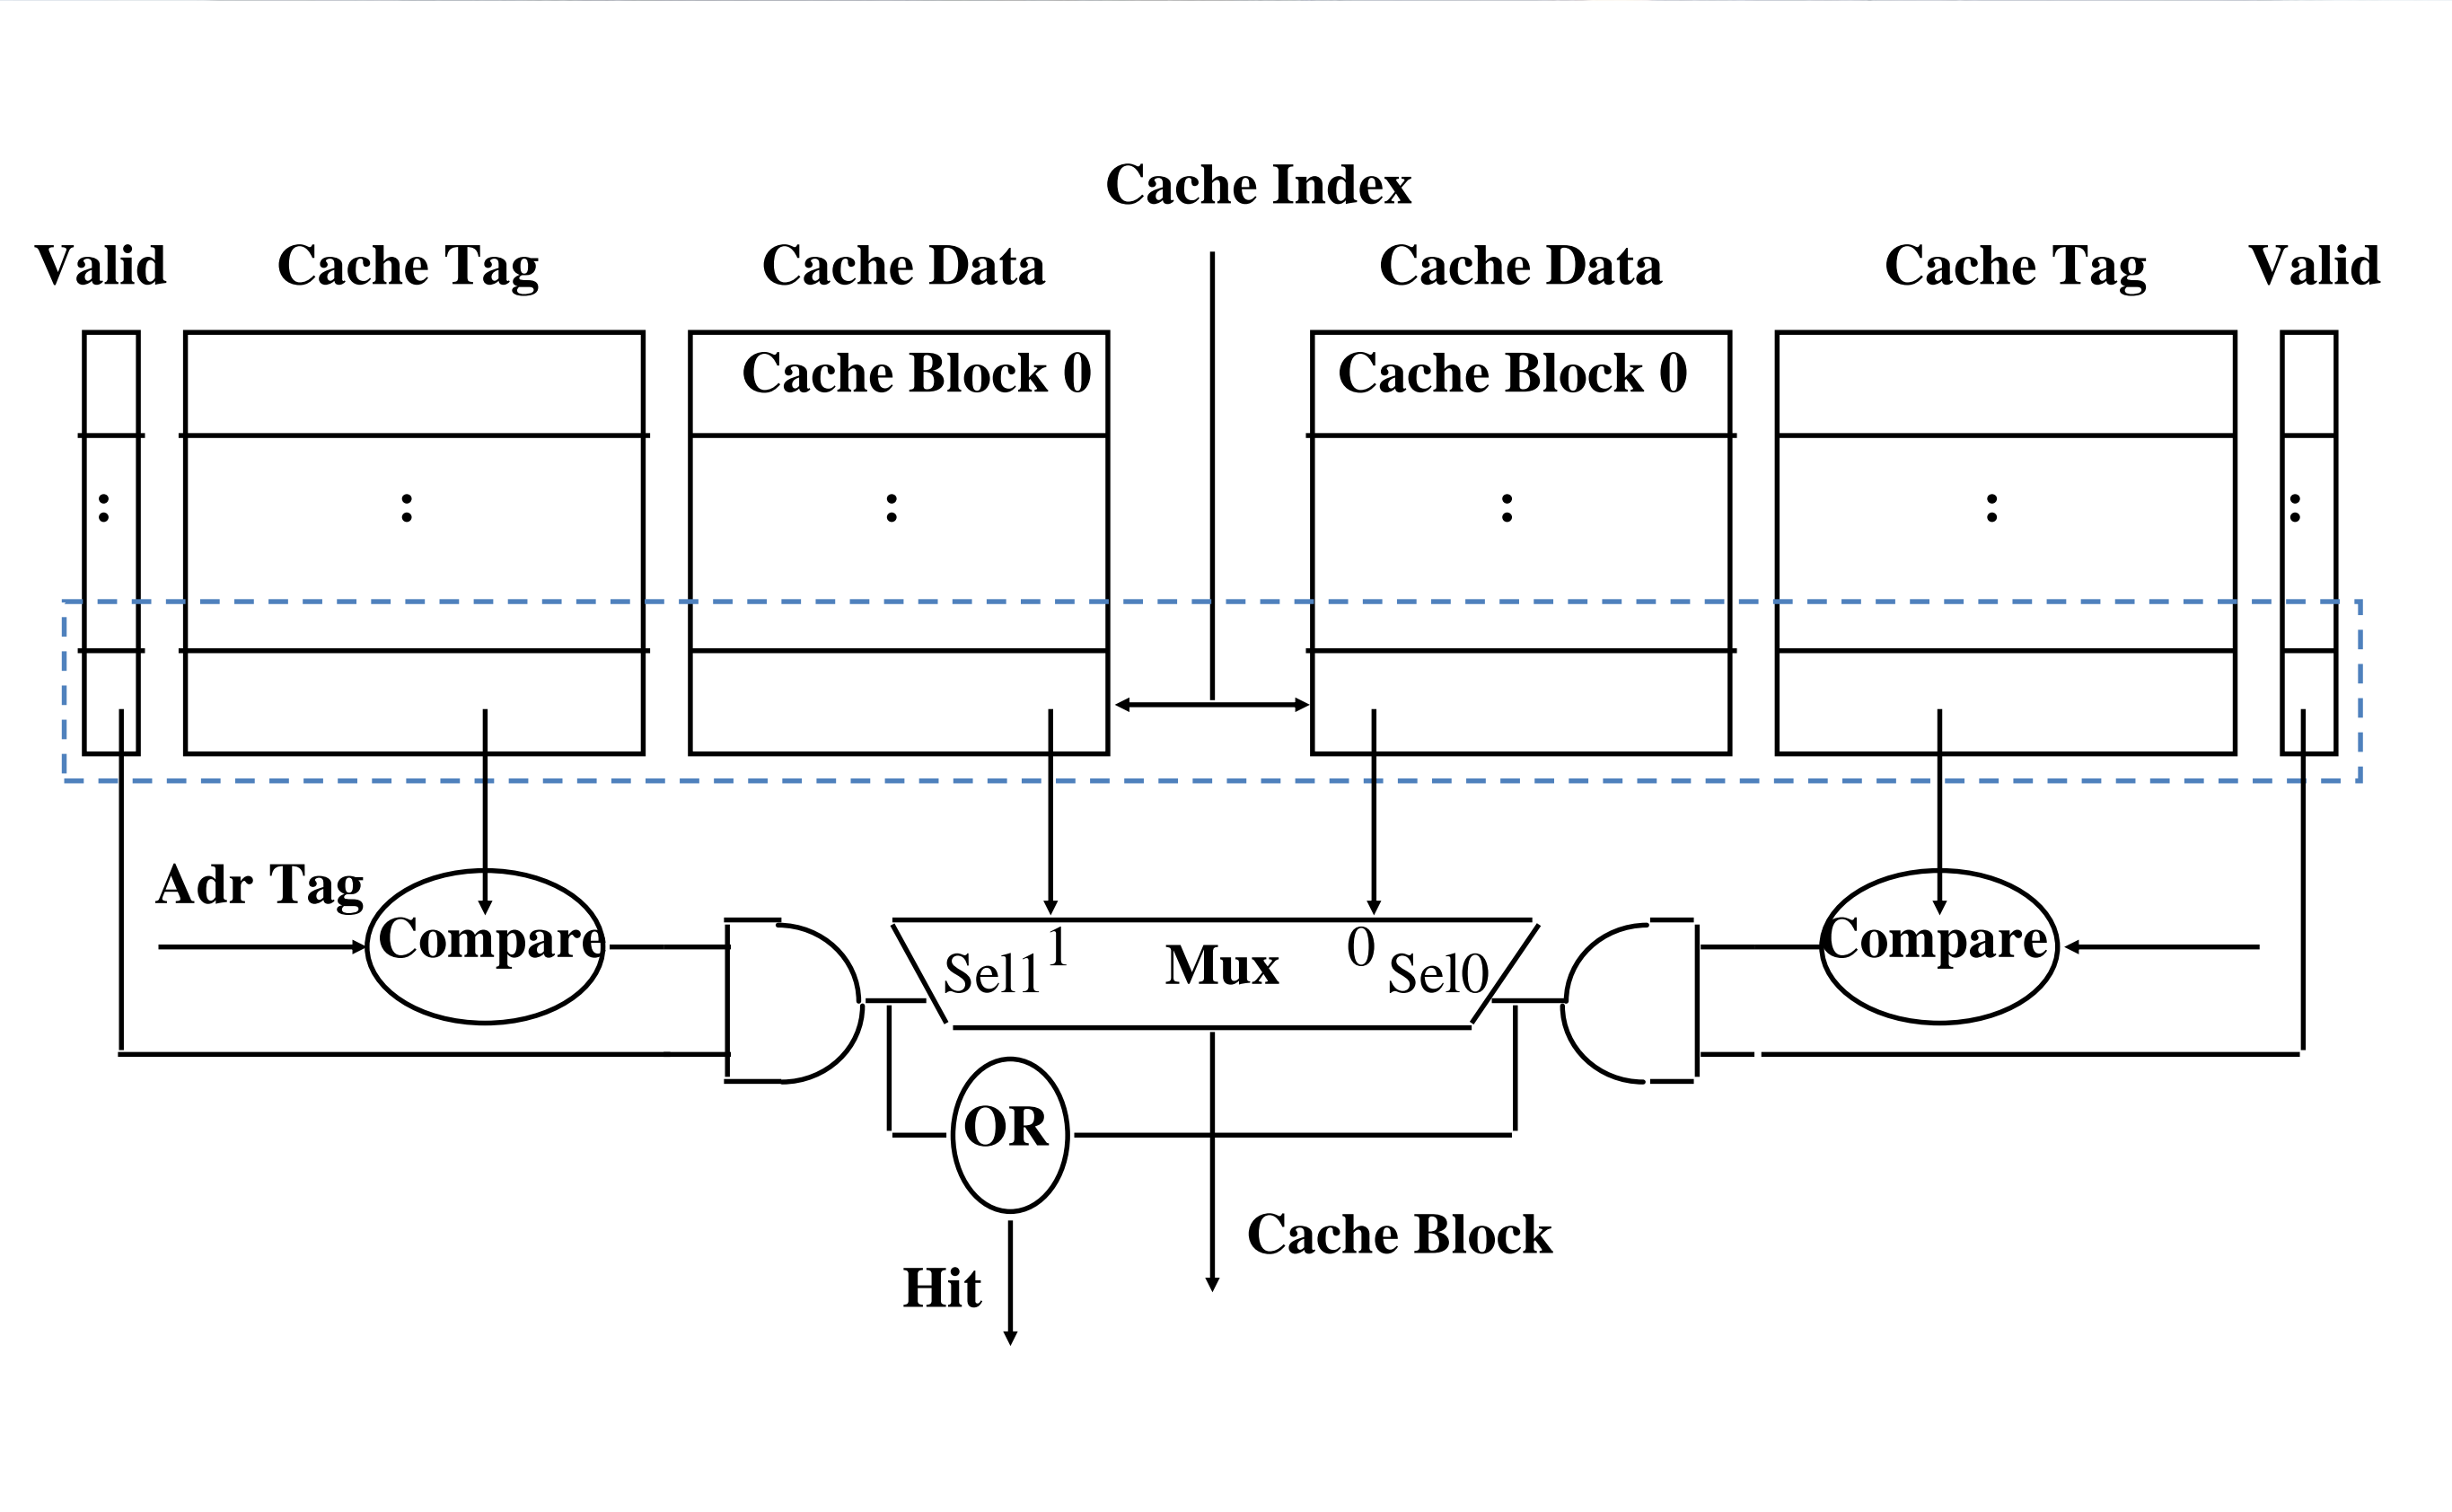 Cache Index
Valid Cache Tag Cache Data Cache Data Cache Tag Valid
Cache Block 0 Cache Block 0
: : : : : :
Adr Tag
Compare Sel1 1 Mux 0 Sel0 Compare
OR
Cache Block
Hit